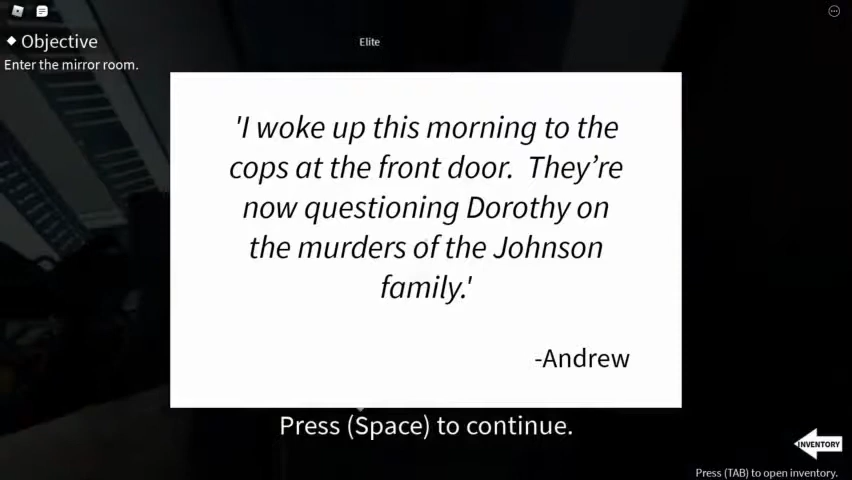 ◆ Objective
Enter the mirror room.
Elite
'I woke up this morning to the
cops at the front door.  They’re
now questioning Dorothy on
the murders of the Johnson
family.'
-Andrew
Press (Space) to continue.
INVENTORY
Press (TAB) to open inventory.